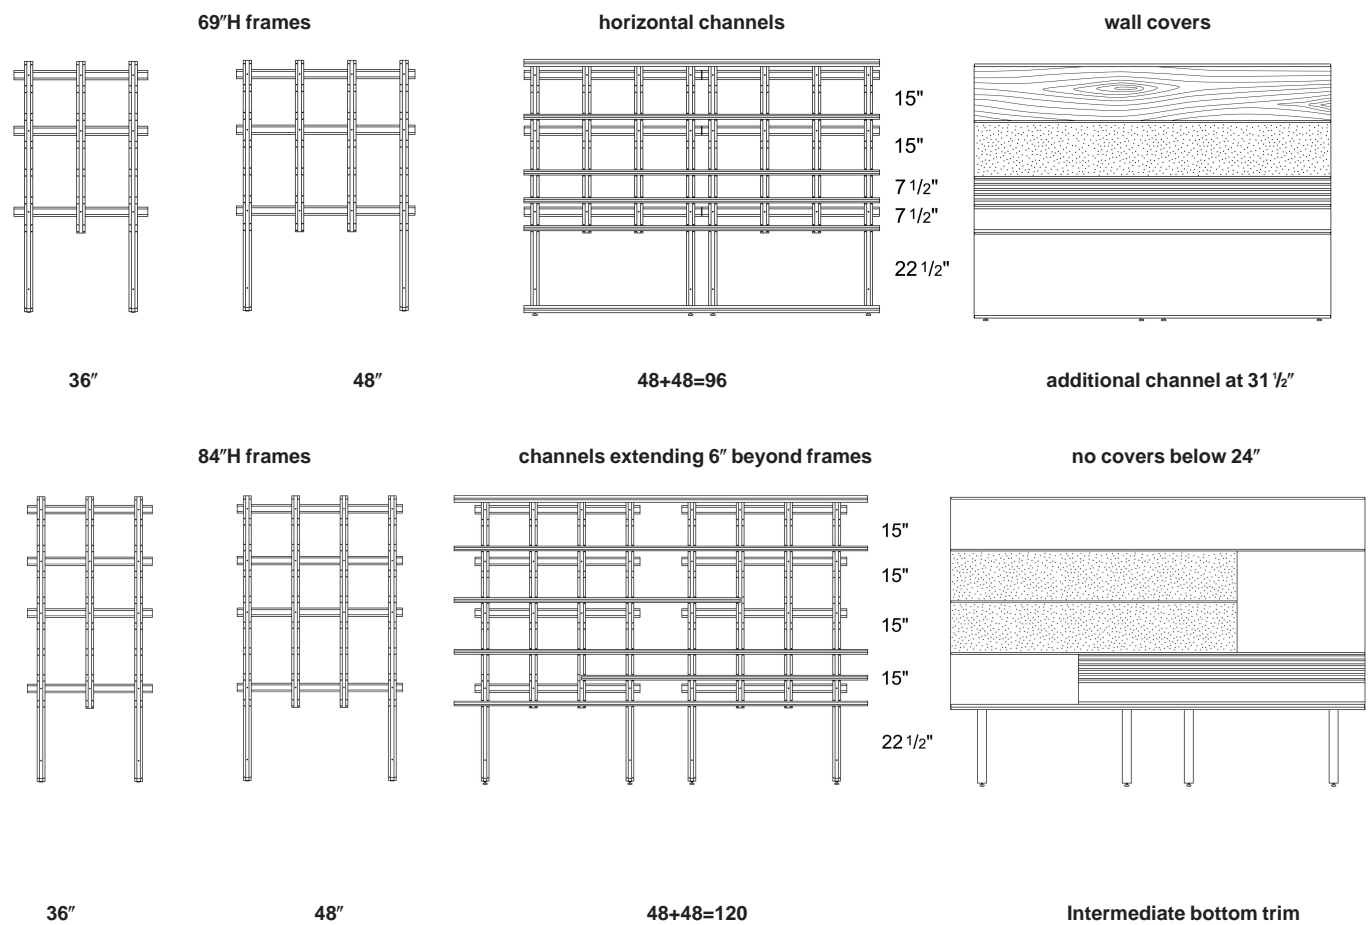 69″H frames
horizontal channels
wall covers
15"
15"
7 1/2"
7 1/2"
22 1/2"
36″
48″
48+48=96
additional channel at 31 ½″
84″H frames
channels extending 6″ beyond frames
no covers below 24″
15"
15"
15"
15"
22 1/2"
36″
48″
48+48=120
Intermediate bottom trim